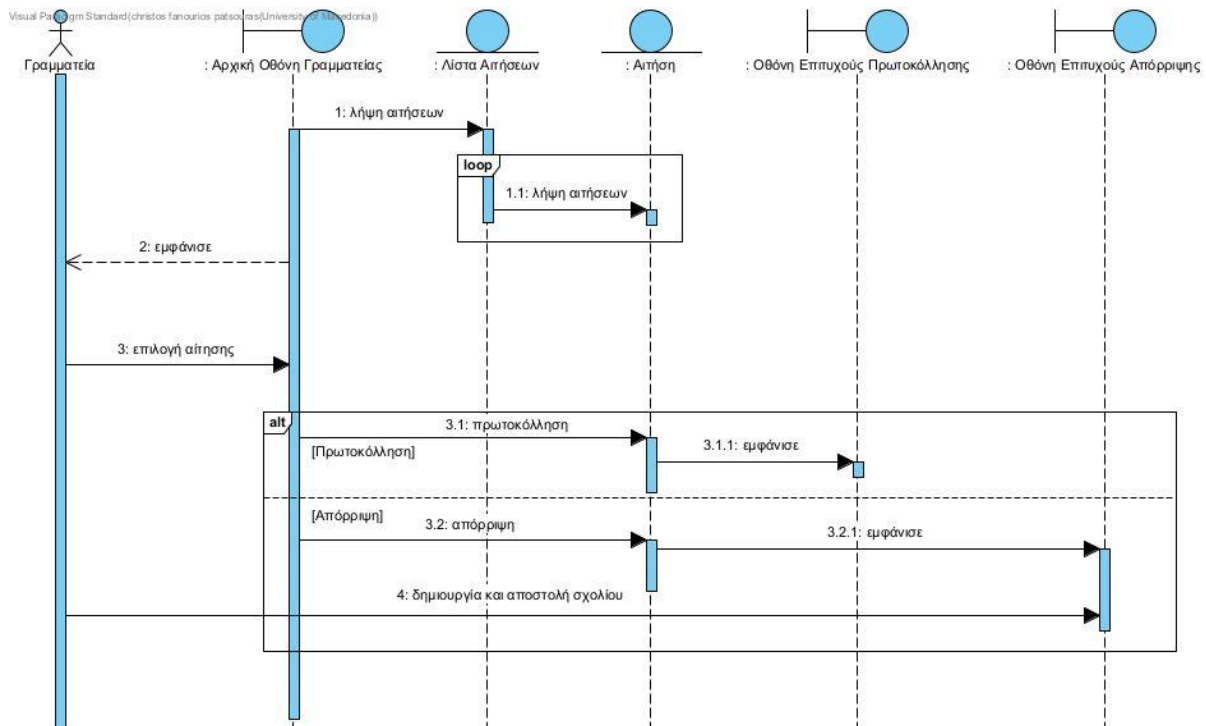 Visual Paradigm Standard(christos fanourios patsouras(University of Macedonia))
Γραμματεία
: Αρχική Οθόνη Γραμματείας
: Λίστα Αιτήσεων
: Αιτήση
: Οθόνη Επιτυχούς Πρωτοκόλλησης
: Οθόνη Επιτυχούς Απόρριψης
1: λήψη αιτήσεων
loop
1.1: λήψη αιτήσεων
2: εμφάνισε
3: επιλογή αίτησης
alt
3.1: πρωτοκόλληση
[Πρωτοκόλληση]
3.1.1: εμφάνισε
[Απόρριψη]
3.2: απόρριψη
3.2.1: εμφάνισε
4: δημιουργία και αποστολή σχολίου